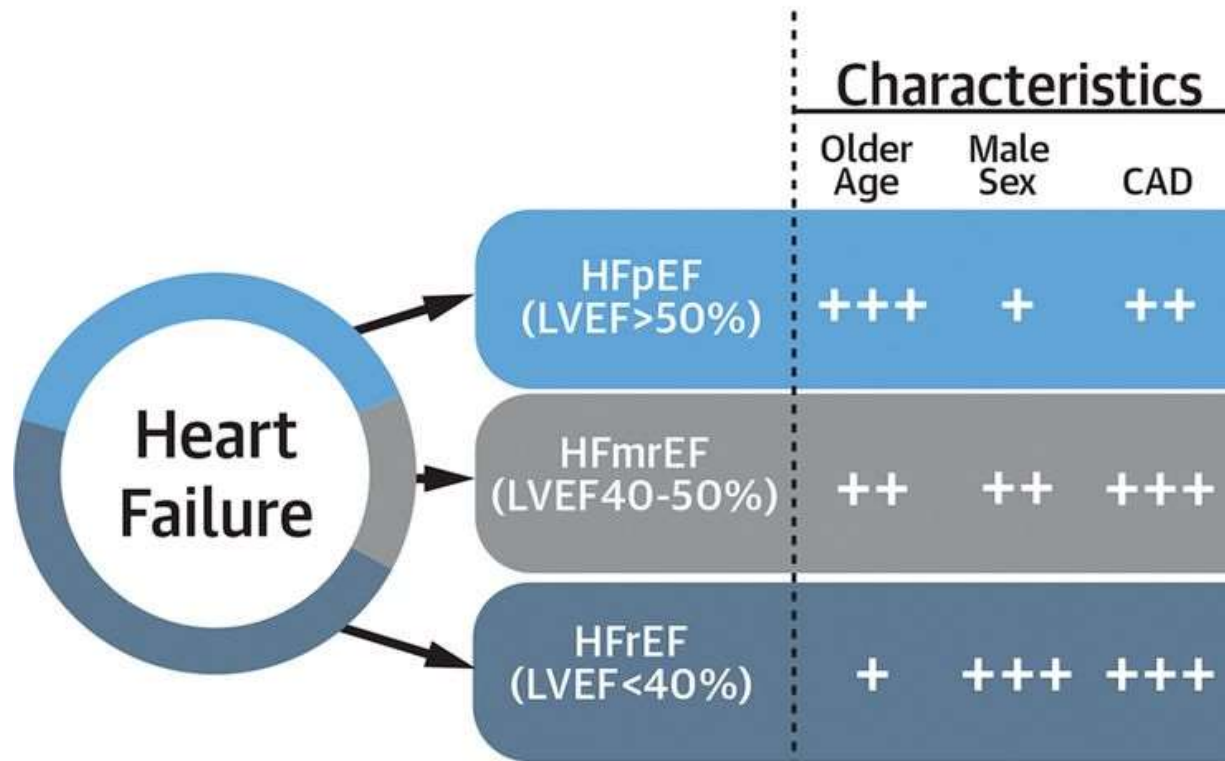 Characteristics
Older
Age
Male
Sex
CAD
Heart
Failure
HFpEF
(LVEF>50%)
+++ + ++
HFmrEF
(LVEF40-50%)
++ ++ +++
HFrEF
(LVEF<40%)
+ +++ +++